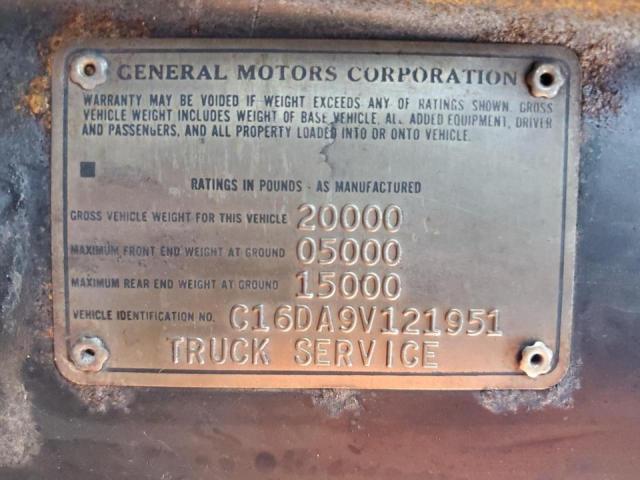 GENERAL MOTORS CORPORATION
WARRANTY MAY BE VOIDED IF WEIGHT EXCEEDS ANY OF RATINGS SHOWN. GROSS
VEHICLE WEIGHT INCLUDES WEIGHT OF BASE VEHICLE, ALL ADDED EQUIPMENT, DRIVER
AND PASSENGERS, AND ALL PROPERTY LOADED INTO OR ONTO VEHICLE.
RATINGS IN POUNDS - AS MANUFACTURED
GROSS VEHICLE WEIGHT FOR THIS VEHICLE 20000
MAXIMUM FRONT END WEIGHT AT GROUND 05000
MAXIMUM REAR END WEIGHT AT GROUND 15000
VEHICLE IDENTIFICATION NO. C16DA9V121951
TRUCK SERVICE